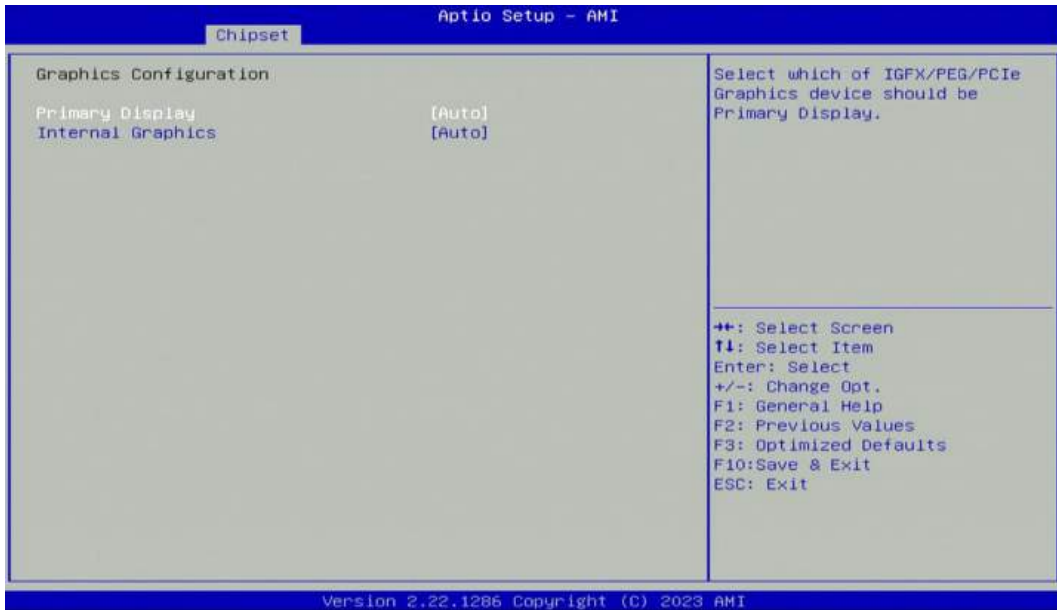 Aptio Setup - AMI
Chipset
Graphics Configuration
Primary Display [Auto]
Internal Graphics [Auto]
Select which of IGFX/PEG/PCIe
Graphics device should be
Primary Display.
→←: Select Screen
↑↓: Select Item
Enter: Select
+/-: Change Opt.
F1: General Help
F2: Previous Values
F3: Optimized Defaults
F10:Save & Exit
ESC: Exit
Version 2.22.1286 Copyright (C) 2023 AMI